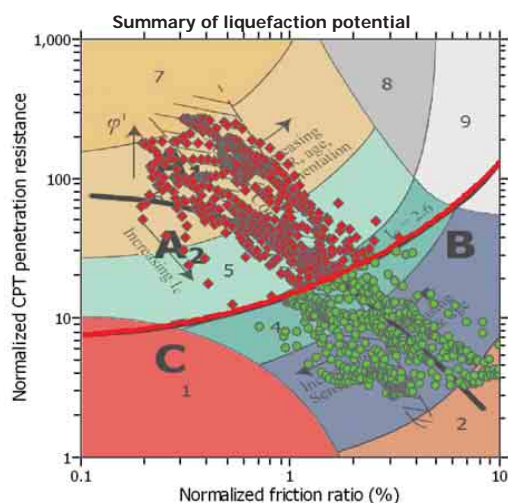 Summary of liquefaction potential
Normalized CPT penetration resistance
1,000
100
10
1
7
8
9
φ'
A₂
B
5
Increasing Ic
4
C
1
2
0.1
1
10
Normalized friction ratio (%)